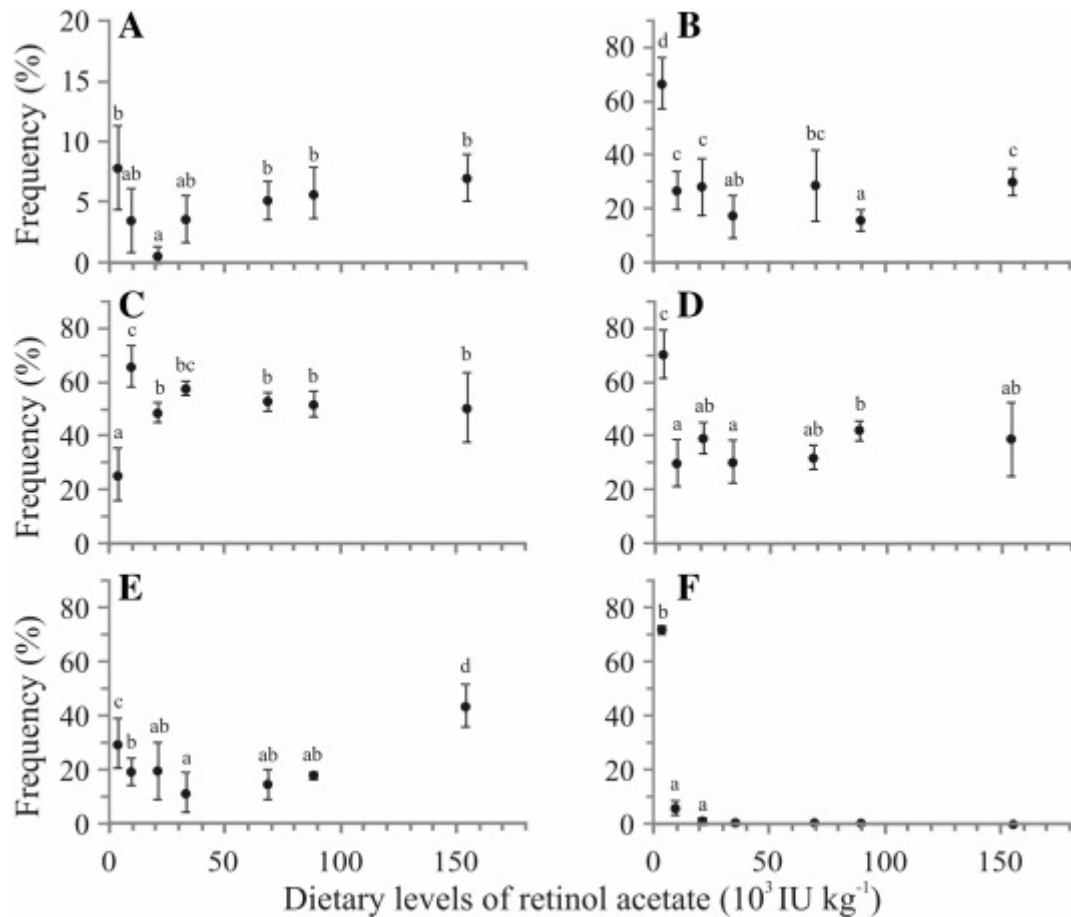 A
Frequency (%)
20
15
10
5
0
b
ab
a
ab
b
b
b
B
80
60
40
20
0
d
c
c
ab
bc
a
c
C
Frequency (%)
80
60
40
20
0
a
c
b
bc
b
b
b
D
80
60
40
20
0
c
a
ab
a
ab
b
ab
E
Frequency (%)
80
60
40
20
0
c
b
ab
a
ab
ab
d
0 50 100 150
F
80
60
40
20
0
b
a
a
0 50 100 150
Dietary levels of retinol acetate (10³ IU kg⁻¹)